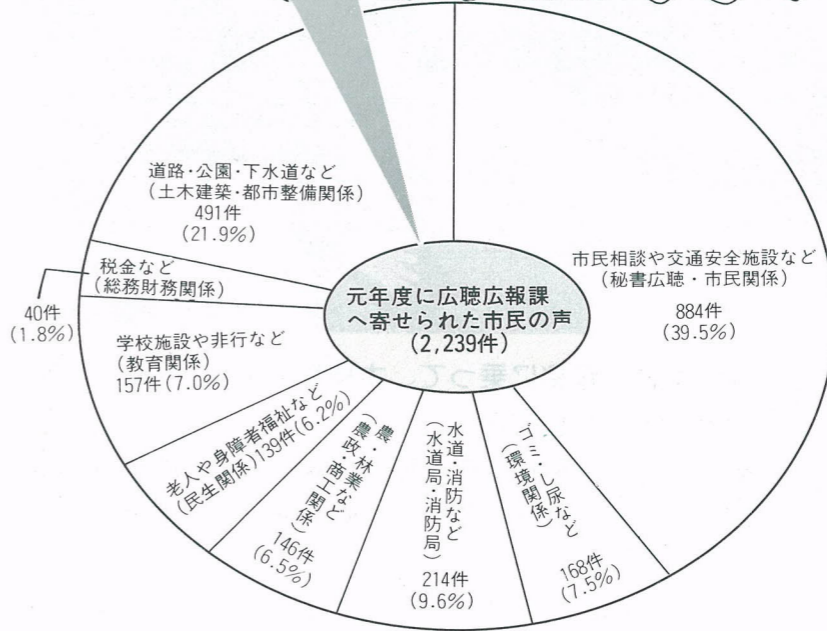 道路・公園・下水道など
(土木建築・都市整備関係)
491件
(21.9%)
税金など
(総務財務関係)
40件
(1.8%)
学校施設や非行など
(教育関係)
157件(7.0%)
老人や身障者福祉など
(民生関係)139件(6.2%)
農・林業など
(農政・商工関係)
146件
(6.5%)
水道・消防など
(水道局・消防局)
214件
(9.6%)
ゴミ・し尿など
(環境関係)
168件
(7.5%)
市民相談や交通安全施設など
(秘書広聴・市民関係)
884件
(39.5%)
元年度に広聴広報課
へ寄せられた市民の声
(2,239件)